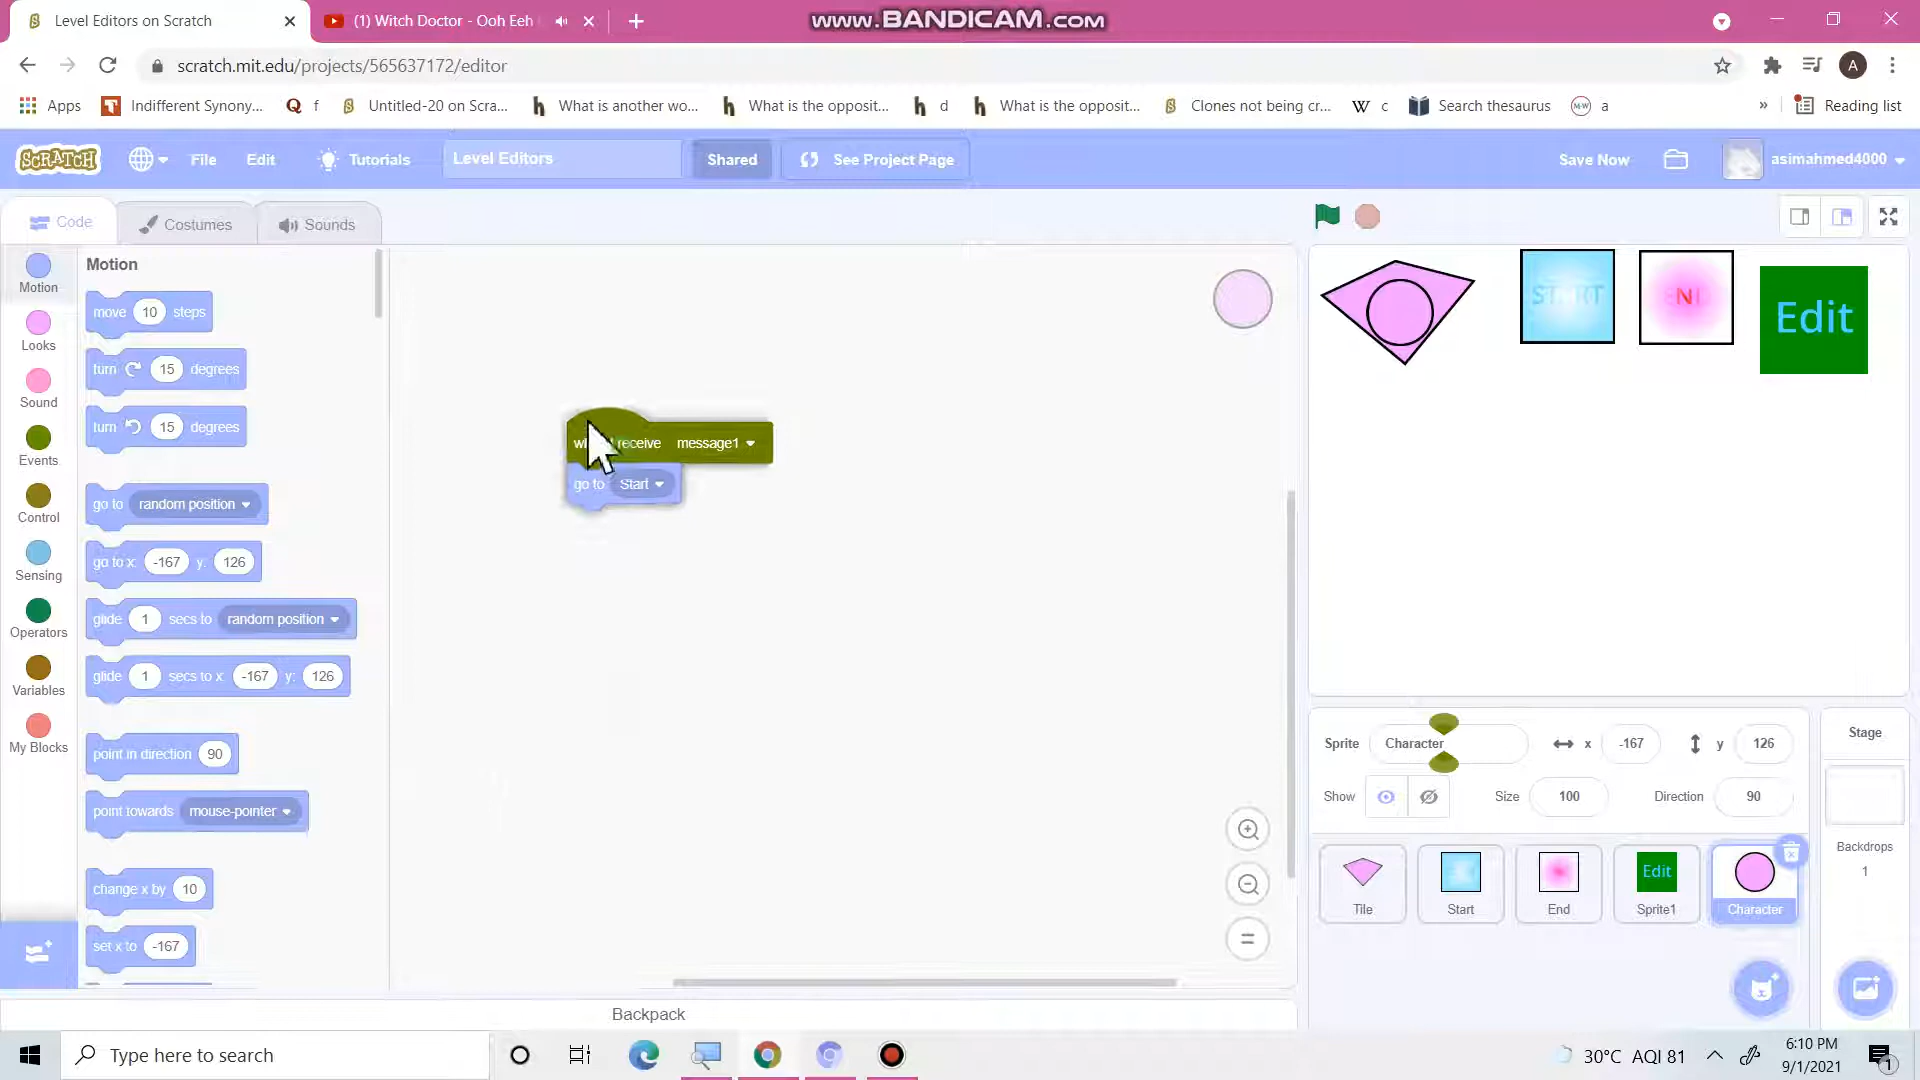 Level Editors on Scratch
(1) Witch Doctor - Ooh Eeh
www.BANDICAM.com
scratch.mit.edu/projects/565637172/editor
A
Apps
Indifferent Synony...
f
Untitled-20 on Scra...
What is another wo...
What is the opposit...
d
What is the opposit...
Clones not being cr...
c
Search thesaurus
a
»
Reading list
SCRATCH
File
Edit
Tutorials
Level Editors
Shared
See Project Page
Save Now
asimahmed4000
Code
Costumes
Sounds
Motion
Looks
Sound
Events
Control
Sensing
Operators
Variables
My Blocks
Motion
move 10 steps
turn 15 degrees
turn 15 degrees
go to random position
go to x: -167 y: 126
glide 1 secs to random position
glide 1 secs to x: -167 y: 126
point in direction 90
point towards mouse-pointer
change x by 10
set x to -167
receive message1
go to Start
START
END
Edit
Sprite Character x -167 y 126
Show Size 100 Direction 90
Tile
Start
End
Edit
Sprite1
Character
Stage
Backdrops
1
Backpack
Type here to search
30°C AQI 81
6:10 PM
9/1/2021
1